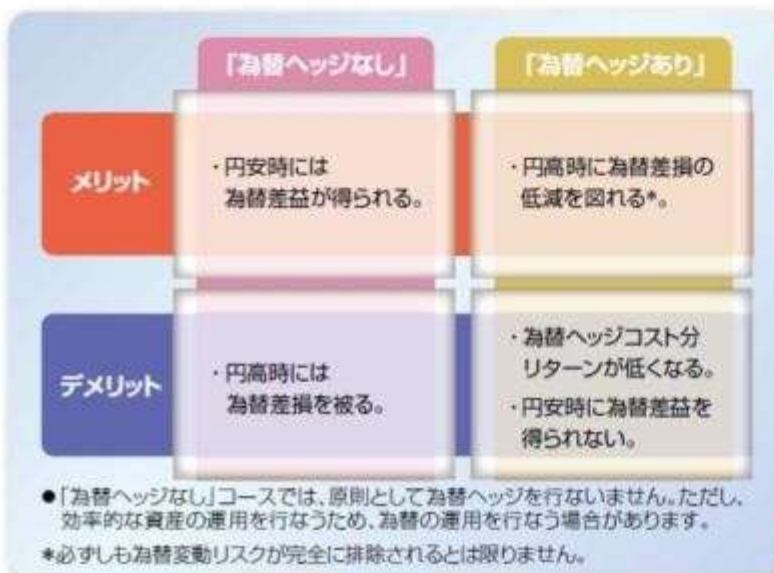 「為替ヘッジなし」
「為替ヘッジあり」
メリット
・円安時には
為替差益が得られる。
・円高時に為替差損の
低減を図れる*。
デメリット
・円高時には
為替差損を被る。
・為替ヘッジコスト分
リターンが低くなる。
・円安時に為替差益を
得られない。
●「為替ヘッジなし」コースでは、原則として為替ヘッジを行ないません。ただし、
効率的な資産の運用を行なうため、為替の運用を行なう場合があります。
*必ずしも為替変動リスクが完全に排除されるとは限りません。